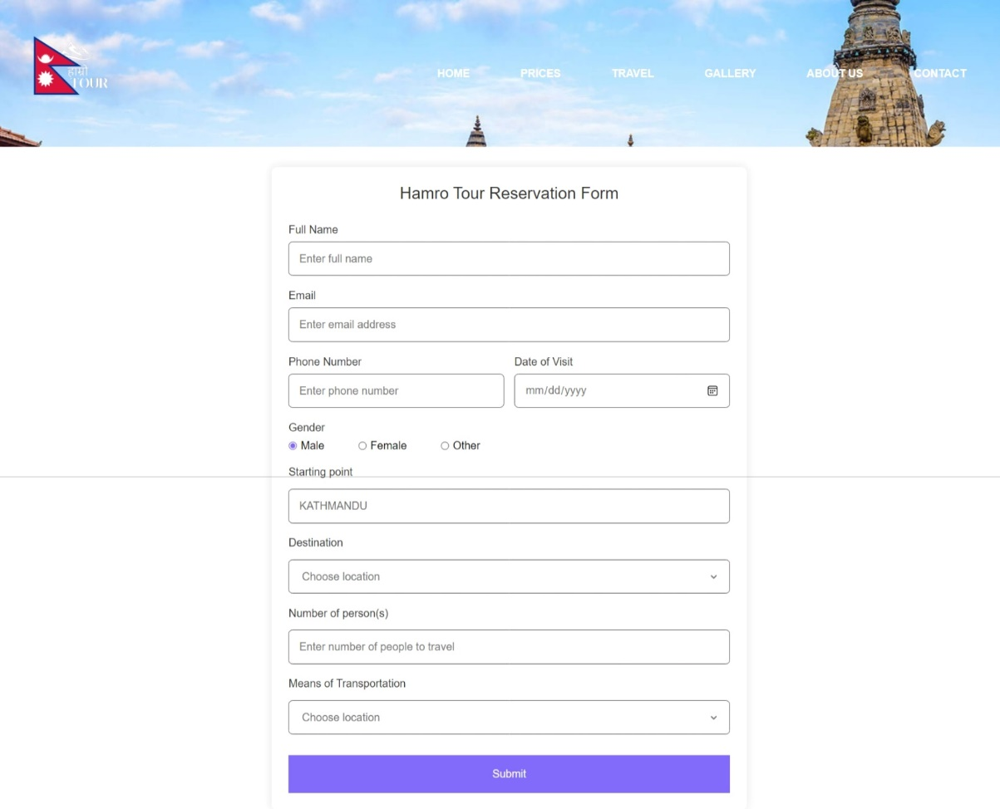 हाम्रो
TOUR
HOME PRICES TRAVEL GALLERY ABOUT US CONTACT
Hamro Tour Reservation Form
Full Name
Enter full name
Email
Enter email address
Phone Number Date of Visit
Enter phone number mm/dd/yyyy
Gender
Male Female Other
Starting point
KATHMANDU
Destination
Choose location
Number of person(s)
Enter number of people to travel
Means of Transportation
Choose location
Submit